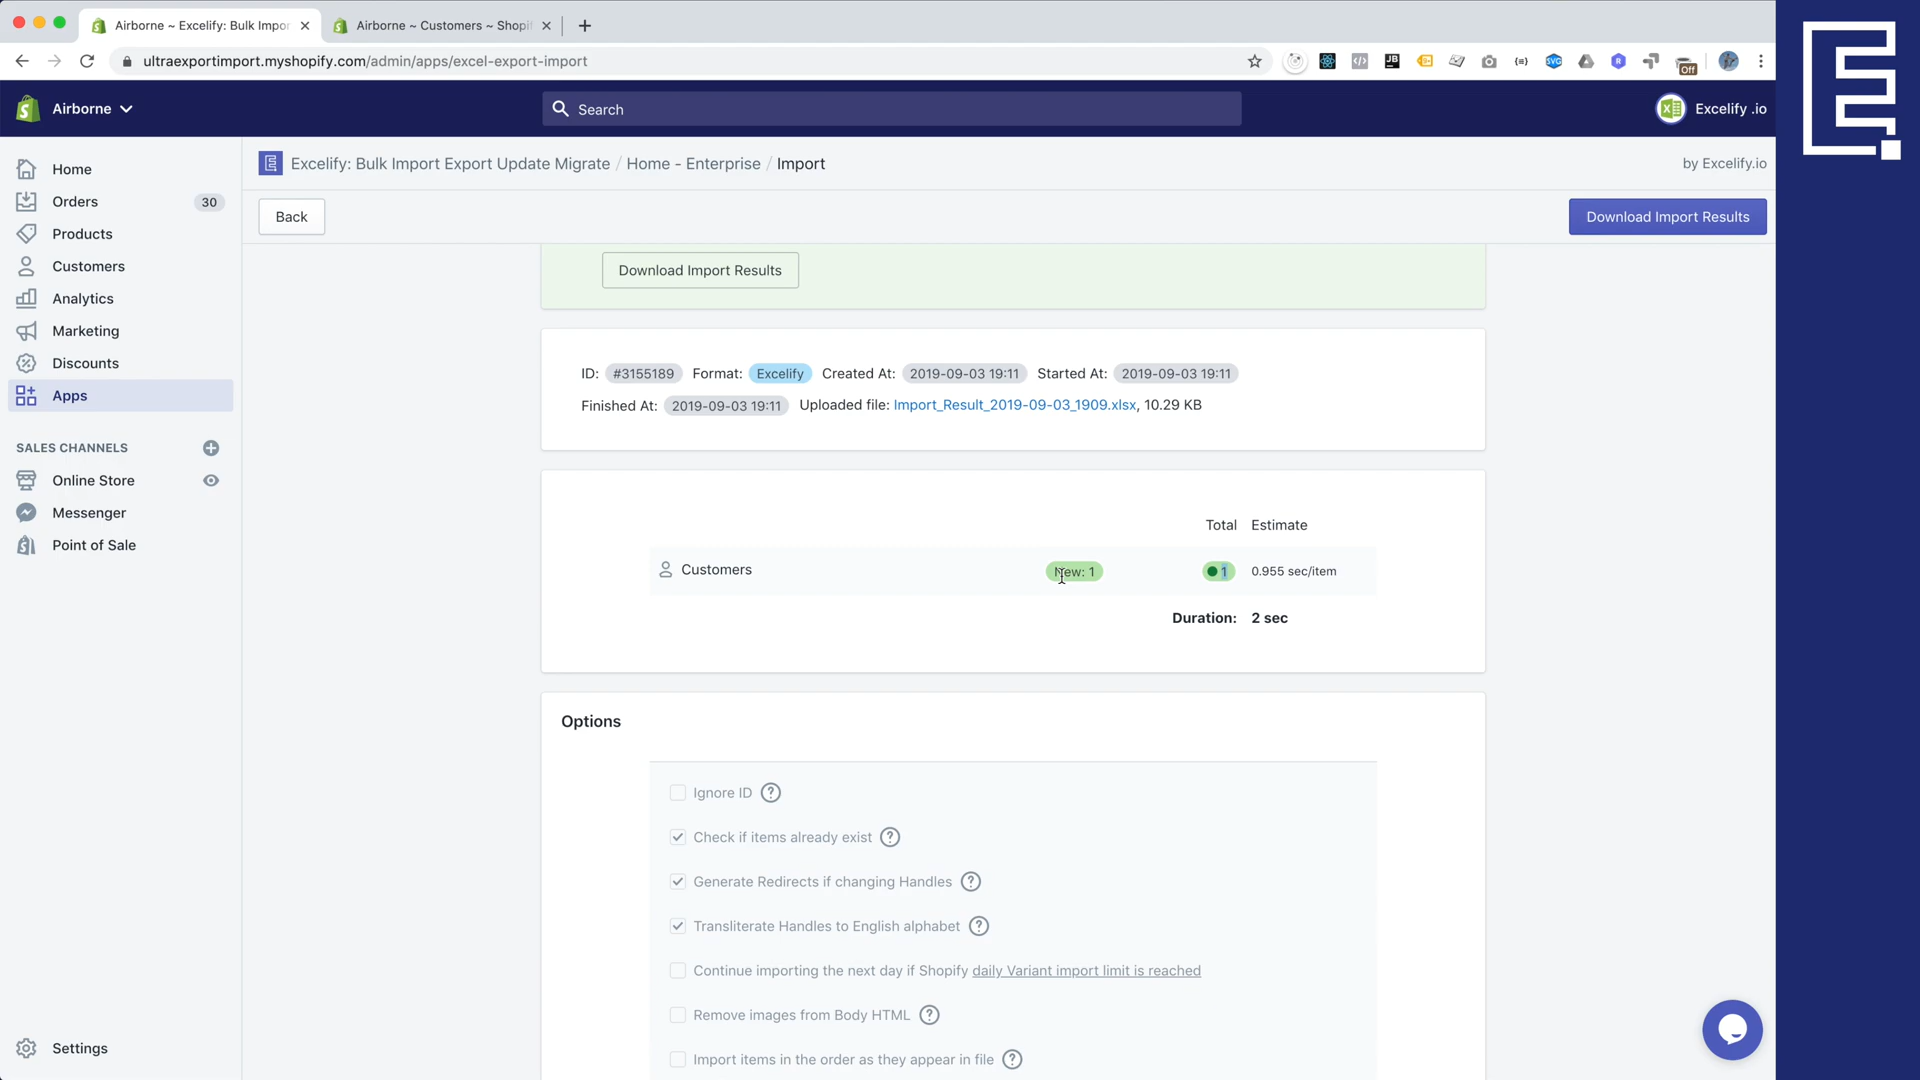 Airborne ~ Excelify: Bulk Impor
Airborne ~ Customers ~ Shopif
ultraexportimport.myshopify.com/admin/apps/excel-export-import
JB
SVG
R
Off
Airborne
Search
Excelify .io
Home
Orders 30
Products
Customers
Analytics
Marketing
Discounts
Apps
SALES CHANNELS
Online Store
Messenger
Point of Sale
Settings
Excelify: Bulk Import Export Update Migrate / Home - Enterprise / Import
by Excelify.io
Back
Download Import Results
Download Import Results
ID: #3155189 Format: Excelify Created At: 2019-09-03 19:11 Started At: 2019-09-03 19:11
Finished At: 2019-09-03 19:11 Uploaded file: Import_Result_2019-09-03_1909.xlsx, 10.29 KB
Total Estimate
Customers New: 1 1 0.955 sec/item
Duration: 2 sec
Options
Ignore ID ?
Check if items already exist ?
Generate Redirects if changing Handles ?
Transliterate Handles to English alphabet ?
Continue importing the next day if Shopify daily Variant import limit is reached
Remove images from Body HTML ?
Import items in the order as they appear in file ?
E.